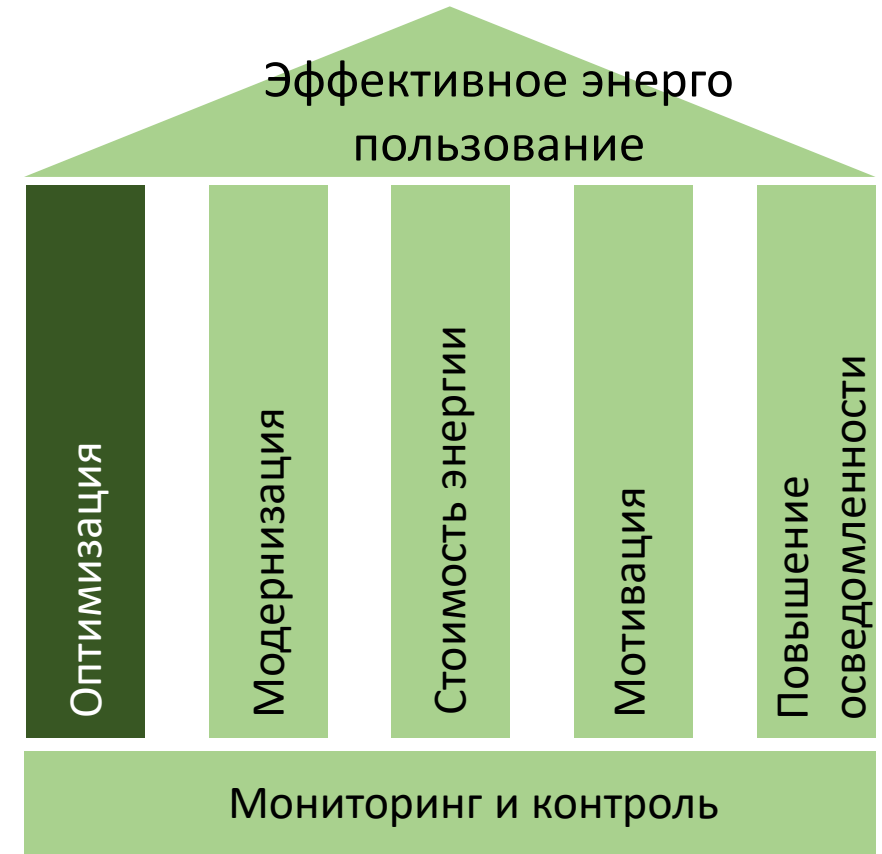 Эффективное энерго
пользование
Оптимизация
Модернизация
Стоимость энергии
Мотивация
Повышение
осведомленности
Мониторинг и контроль